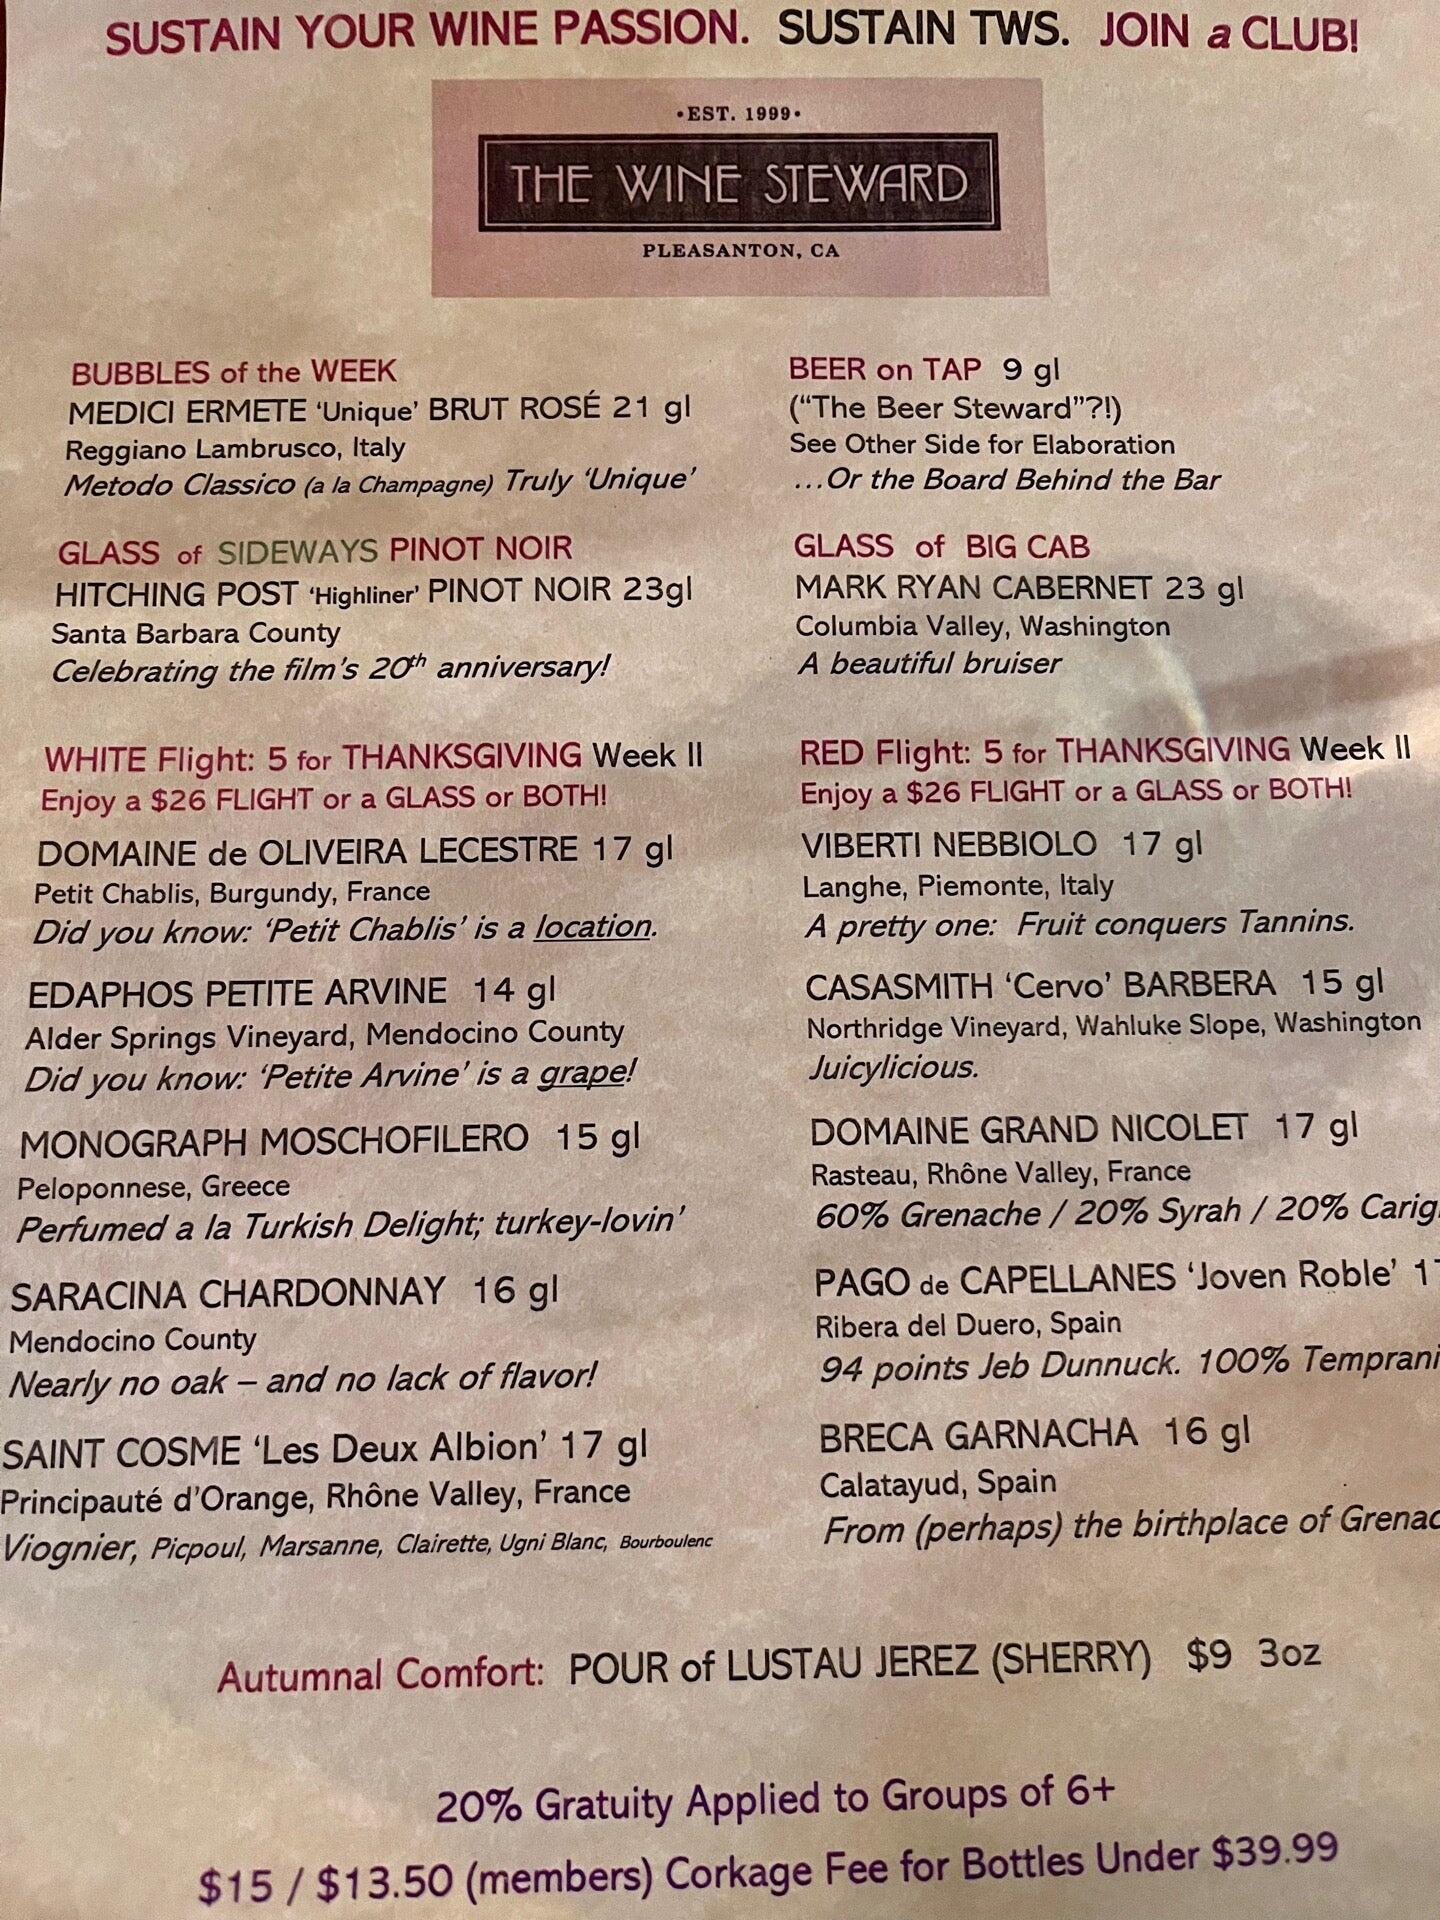 SUSTAIN YOUR WINE PASSION. SUSTAIN TWS. JOIN a CLUB!
•EST. 1999•
THE WINE STEWARD
PLEASANTON, CA
BUBBLES of the WEEK
MEDICI ERMETE ‘Unique’ BRUT ROSÉ 21 gl
Reggiano Lambrusco, Italy
Metodo Classico (a la Champagne) Truly ‘Unique’
BEER on TAP 9 gl
(“The Beer Steward”?!)
See Other Side for Elaboration
…Or the Board Behind the Bar
GLASS of SIDEWAYS PINOT NOIR
HITCHING POST ‘Highliner’ PINOT NOIR 23gl
Santa Barbara County
Celebrating the film’s 20th anniversary!
GLASS of BIG CAB
MARK RYAN CABERNET 23 gl
Columbia Valley, Washington
A beautiful bruiser
WHITE Flight: 5 for THANKSGIVING Week II
Enjoy a $26 FLIGHT or a GLASS or BOTH!
DOMAINE de OLIVEIRA LECESTRE 17 gl
Petit Chablis, Burgundy, France
Did you know: ‘Petit Chablis’ is a location.
EDAPHOS PETITE ARVINE 14 gl
Alder Springs Vineyard, Mendocino County
Did you know: ‘Petite Arvine’ is a grape!
MONOGRAPH MOSCHOFILERO 15 gl
Peloponnese, Greece
Perfumed a la Turkish Delight; turkey-lovin’
SARACINA CHARDONNAY 16 gl
Mendocino County
Nearly no oak – and no lack of flavor!
SAINT COSME ‘Les Deux Albion’ 17 gl
Principauté d’Orange, Rhône Valley, France
Viognier, Picpoul, Marsanne, Clairette, Ugni Blanc, Bourboulenc
RED Flight: 5 for THANKSGIVING Week II
Enjoy a $26 FLIGHT or a GLASS or BOTH!
VIBERTI NEBBIOLO 17 gl
Langhe, Piemonte, Italy
A pretty one: Fruit conquers Tannins.
CASASMITH ‘Cervo’ BARBERA 15 gl
Northridge Vineyard, Wahluke Slope, Washington
Juicylicious.
DOMAINE GRAND NICOLET 17 gl
Rasteau, Rhône Valley, France
60% Grenache / 20% Syrah / 20%
PAGO de CAPELLANES ‘Joven Roble’
Ribera del Duero, Spain
94 points Jeb Dunnuck. 100%
BRECA GARNACHA 16 gl
Calatayud, Spain
From (perhaps) the birthplace of
Autumnal Comfort: POUR of LUSTAU JEREZ (SHERRY) $9 3oz
20% Gratuity Applied to Groups of 6+
$15 / $13.50 (members) Corkage Fee for Bottles Under $39.99